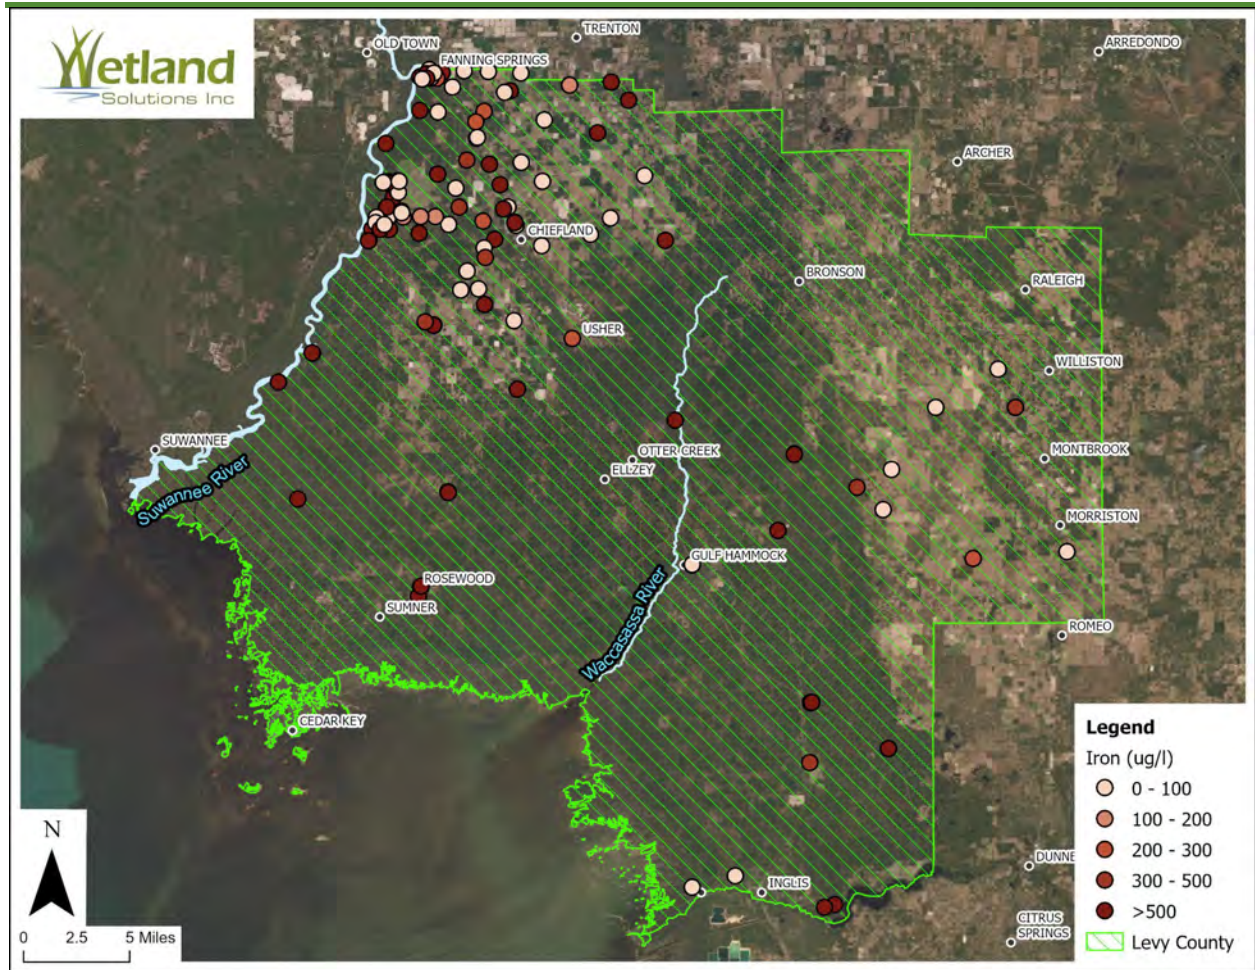 Wetland
Solutions Inc
TRENTON
OLD TOWN
ARREDONDO
FANNING SPRINGS
ARCHER
CHIEFLAND
BRONSON
RALEIGH
USHER
WILLISTON
SUWANNEE
OTTER CREEK
MONTBROOK
ELLZEY
Suwannee River
MORRISTON
GULF HAMMOCK
ROSEWOOD
SUMNER
Waccasassa River
ROMEO
CEDAR KEY
INGLIS
DUNNE
CITRUS
SPRINGS
Legend
Iron (ug/l)
0 - 100
100 - 200
200 - 300
300 - 500
>500
Levy County
N
0 2.5 5 Miles